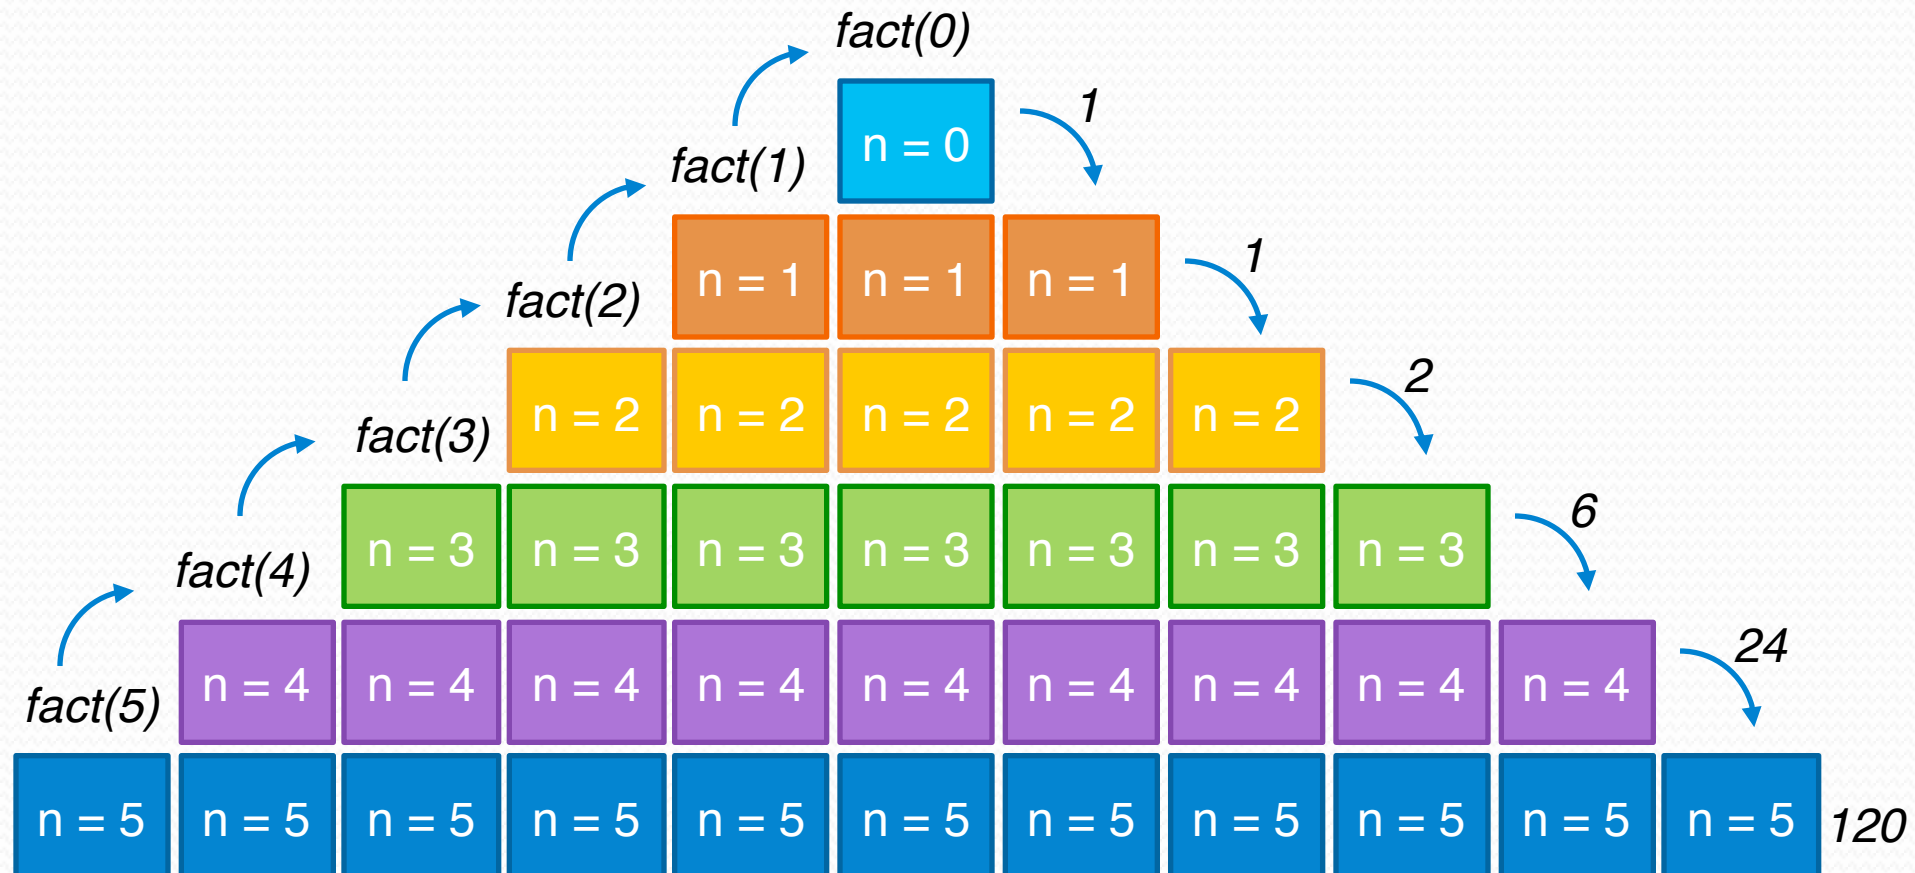 fact(0)
n = 0 1
fact(1)
n = 1 n = 1 n = 1 1
fact(2)
n = 2 n = 2 n = 2 n = 2 n = 2 2
fact(3)
n = 3 n = 3 n = 3 n = 3 n = 3 n = 3 n = 3 6
fact(4)
n = 4 n = 4 n = 4 n = 4 n = 4 n = 4 n = 4 n = 4 n = 4 24
fact(5)
n = 5 n = 5 n = 5 n = 5 n = 5 n = 5 n = 5 n = 5 n = 5 n = 5 n = 5 120